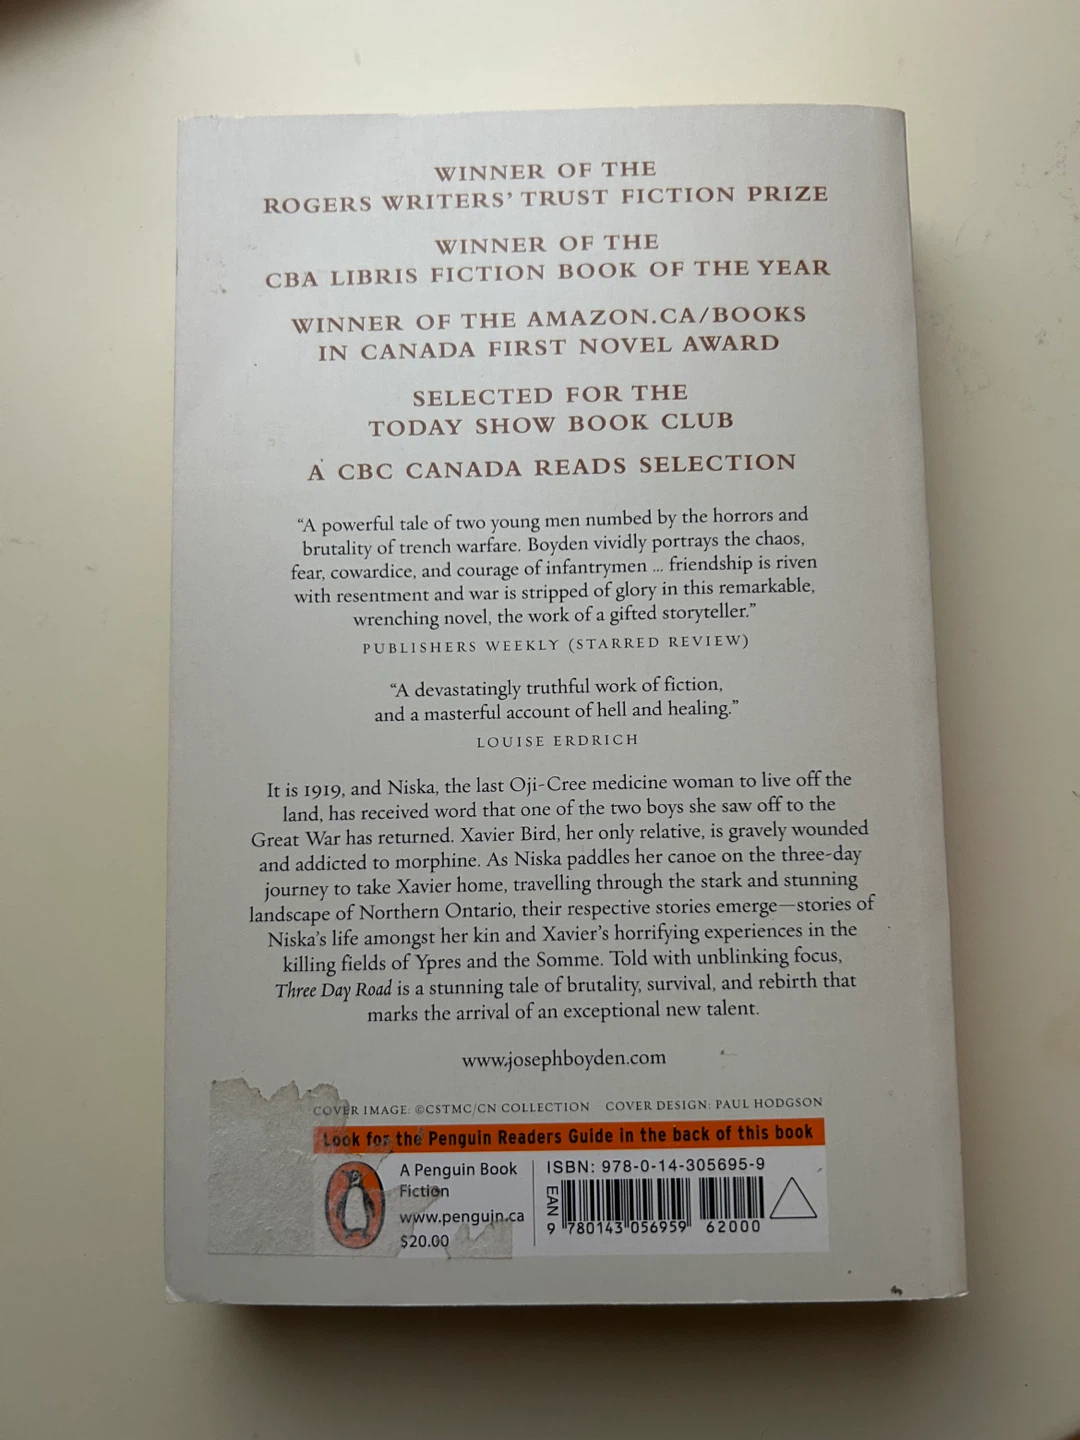 WINNER OF THE
ROGERS WRITERS' TRUST FICTION PRIZE
WINNER OF THE
CBA LIBRIS FICTION BOOK OF THE YEAR
WINNER OF THE AMAZON.CA/BOOKS
IN CANADA FIRST NOVEL AWARD
SELECTED FOR THE
TODAY SHOW BOOK CLUB
A CBC CANADA READS SELECTION
“A powerful tale of two young men numbed by the horrors and
brutality of trench warfare. Boyden vividly portrays the chaos,
fear, cowardice, and courage of infantrymen ... friendship is riven
with resentment and war is stripped of glory in this remarkable,
wrenching novel, the work of a gifted storyteller.”
PUBLISHERS WEEKLY (STARRED REVIEW)
“A devastatingly truthful work of fiction,
and a masterful account of hell and healing.”
LOUISE ERDRICH
It is 1919, and Niska, the last Oji-Cree medicine woman to live off the
land, has received word that one of the two boys she saw off to the
Great War has returned. Xavier Bird, her only relative, is gravely wounded
and addicted to morphine. As Niska paddles her canoe on the three-day
journey to take Xavier home, travelling through the stark and stunning
landscape of Northern Ontario, their respective stories emerge—stories of
Niska's life amongst her kin and Xavier's horrifying experiences in the
killing fields of Ypres and the Somme. Told with unblinking focus,
Three Day Road is a stunning tale of brutality, survival, and rebirth that
marks the arrival of an exceptional new talent.
www.josephboyden.com
COVER IMAGE: ©CSTMC/CN COLLECTION COVER DESIGN: PAUL HODGSON
Look for the Penguin Readers Guide in the back of this book
A Penguin Book
Fiction
www.penguin.ca
$20.00
ISBN: 978-0-14-305695-9
EAN
9 780143 056959 62000